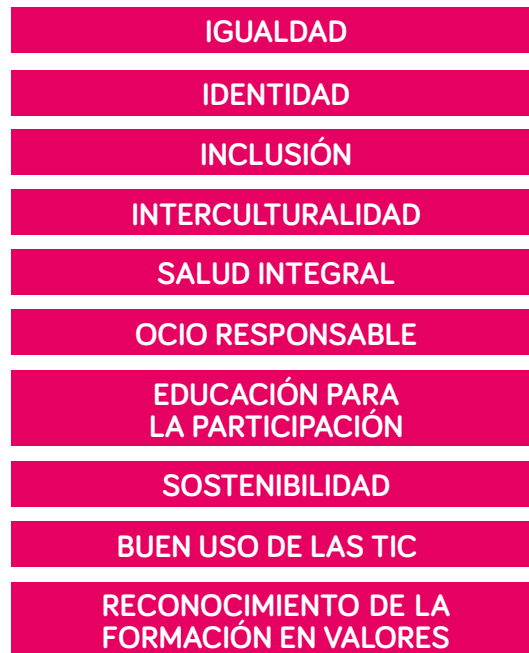 IGUALDAD
IDENTIDAD
INCLUSIÓN
INTERCULTURALIDAD
SALUD INTEGRAL
OCIO RESPONSABLE
EDUCACIÓN PARA
LA PARTICIPACIÓN
SOSTENIBILIDAD
BUEN USO DE LAS TIC
RECONOCIMIENTO DE LA
FORMACIÓN EN VALORES